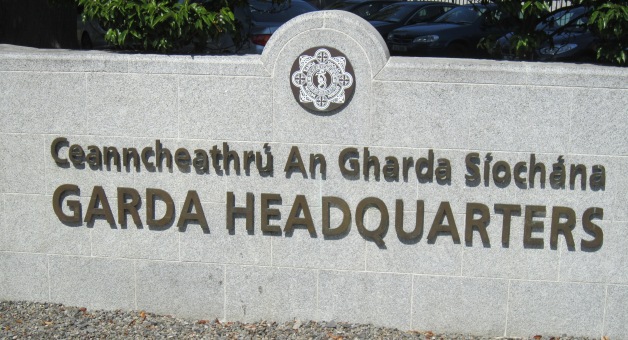 Ceanncheathrú An Gharda Síochána
GARDA HEADQUARTERS